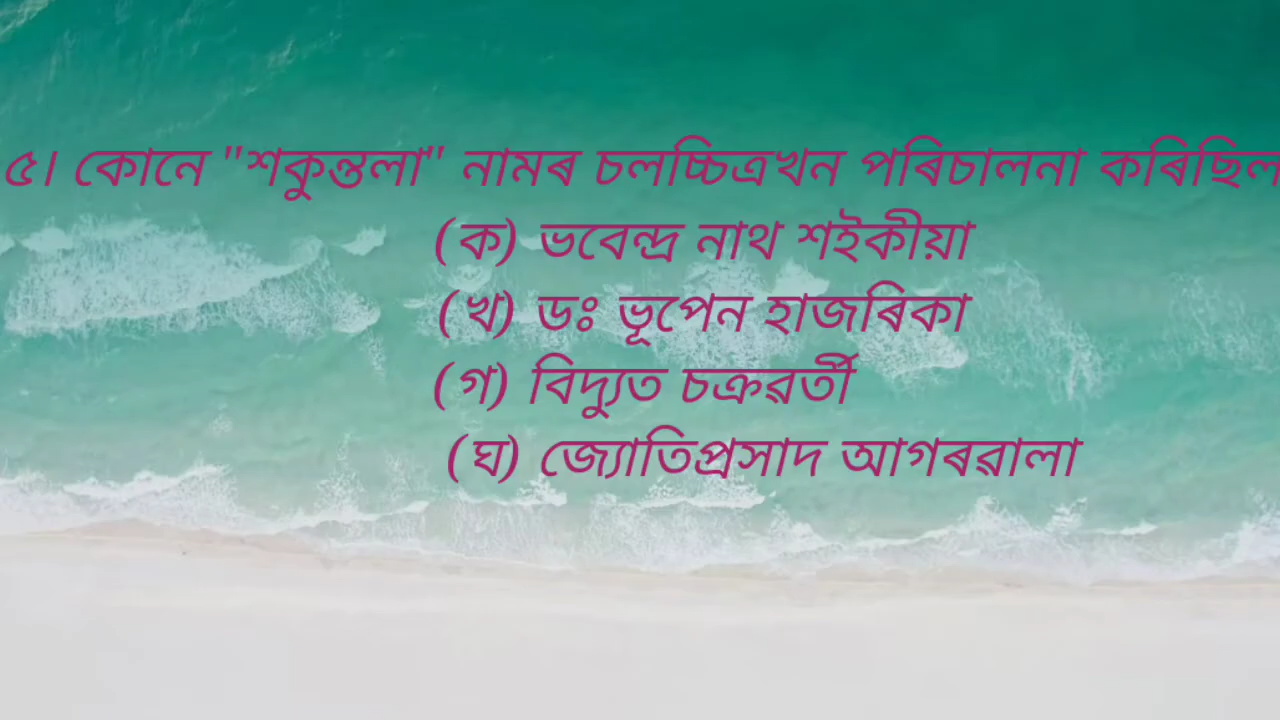 ৫। কোনে "শকুন্তলা" নামৰ চলচ্চিত্ৰখন পৰিচালনা কৰিছিল
(ক) ভবেন্দ্ৰ নাথ শইকীয়া
(খ) ডঃ ভূপেন হাজৰিকা
(গ) বিদ্যুত চক্ৰৱৰ্তী
(ঘ) জ্যোতিপ্ৰসাদ আগৰৱালা